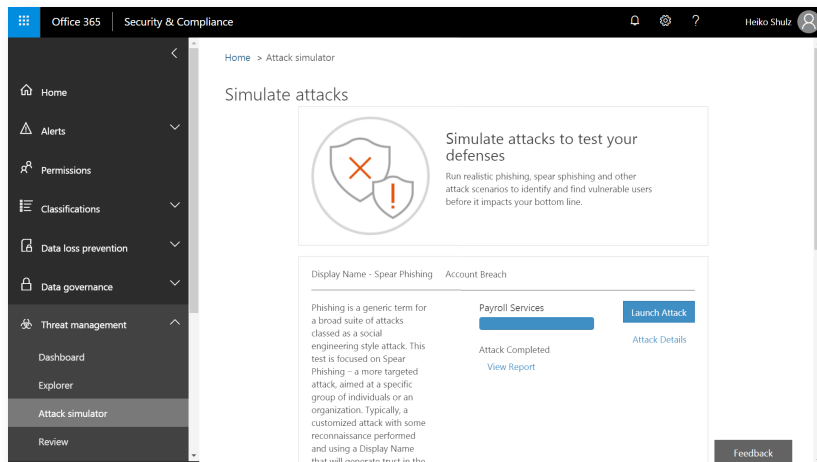 Office 365
Security & Compliance
?
Heiko Shulz
Home > Attack simulator
Simulate attacks
Home
Alerts
Permissions
Classifications
Data loss prevention
Data governance
Threat management
Dashboard
Explorer
Attack simulator
Review
Simulate attacks to test your
defenses
Run realistic phishing, spear sphishing and other
attack scenarios to identify and find vulnerable users
before it impacts your bottom line.
Display Name - Spear Phishing
Account Breach
Phishing is a generic term for
a broad suite of attacks
classed as a social
engineering style attack. This
test is focused on Spear
Phishing – a more targeted
attack, aimed at a specific
group of individuals or an
organization. Typically, a
customized attack with some
reconnaissance performed
and using a Display Name
that will generate trust in the
Payroll Services
Attack Completed
View Report
Launch Attack
Attack Details
Feedback